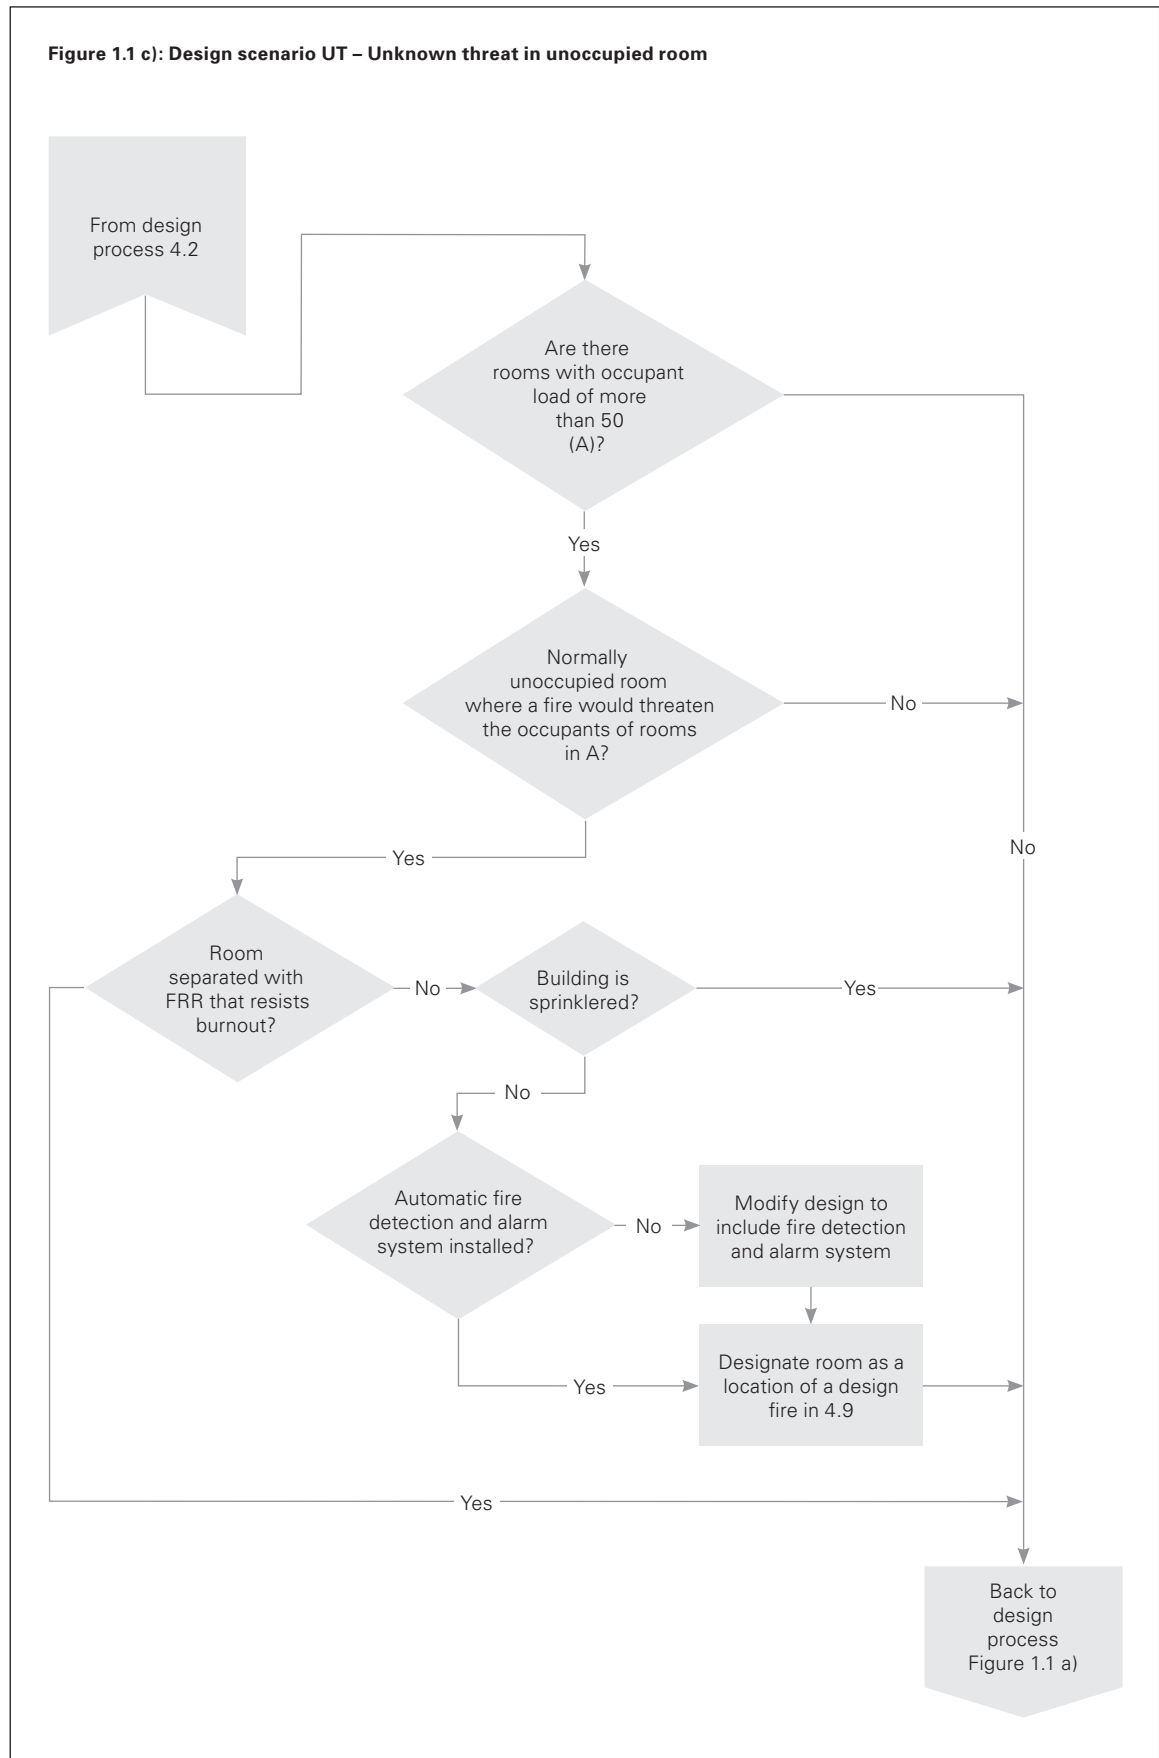 Figure 1.1 c): Design scenario UT – Unknown threat in unoccupied room
From design
process 4.2
Are there
rooms with occupant
load of more
than 50
(A)?
Yes
Normally
unoccupied room
where a fire would threaten
the occupants of rooms
in A?
No
No
Yes
Room
separated with
FRR that resists
burnout?
No
Building is
sprinklered?
Yes
No
Automatic fire
detection and alarm
system installed?
No
Modify design to
include fire detection
and alarm system
Yes
Designate room as a
location of a design
fire in 4.9
Yes
Back to
design
process
Figure 1.1 a)